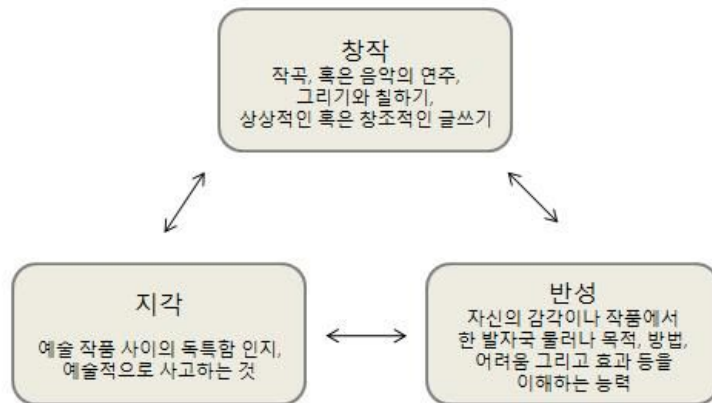 창작
작곡, 혹은 음악의 연주,
그리기와 칠하기,
상상적인 혹은 창조적인 글쓰기
지각
예술 작품 사이의 독특함 인지,
예술적으로 사고하는 것
반성
자신의 감각이나 작품에서
한 발자국 물러나 목적, 방법,
어려움 그리고 효과 등을
이해하는 능력